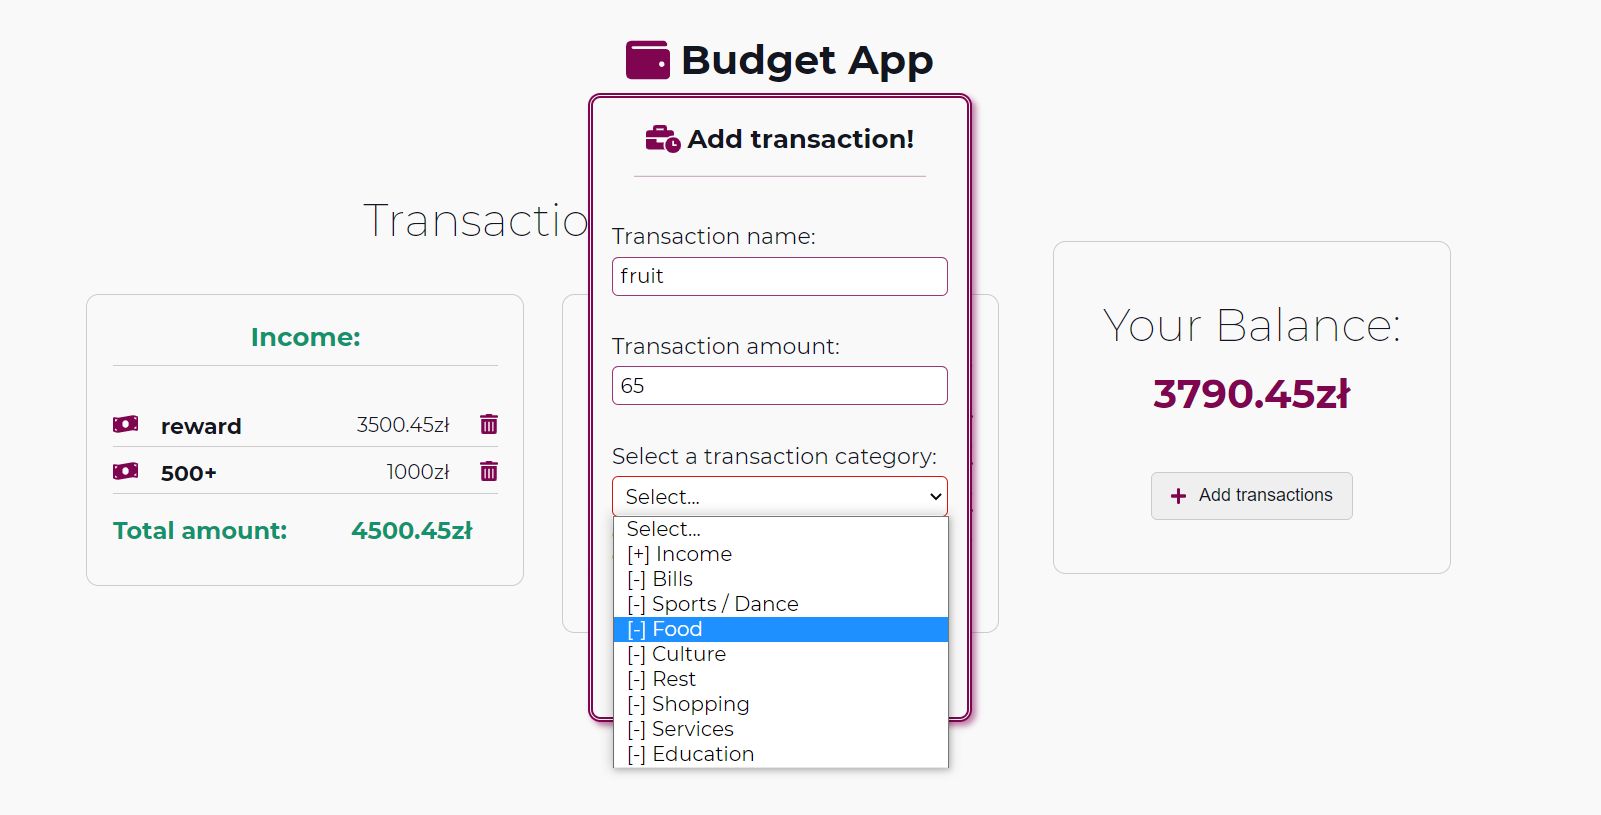 Budget App
Add transaction!
Transactio
Transaction name:
fruit
Transaction amount:
65
Select a transaction category:
Select...
Select...
[+] Income
[-] Bills
[-] Sports / Dance
[-] Food
[-] Culture
[-] Rest
[-] Shopping
[-] Services
[-] Education
Income:
reward 3500.45zł
500+ 1000zł
Total amount: 4500.45zł
Your Balance:
3790.45zł
Add transactions